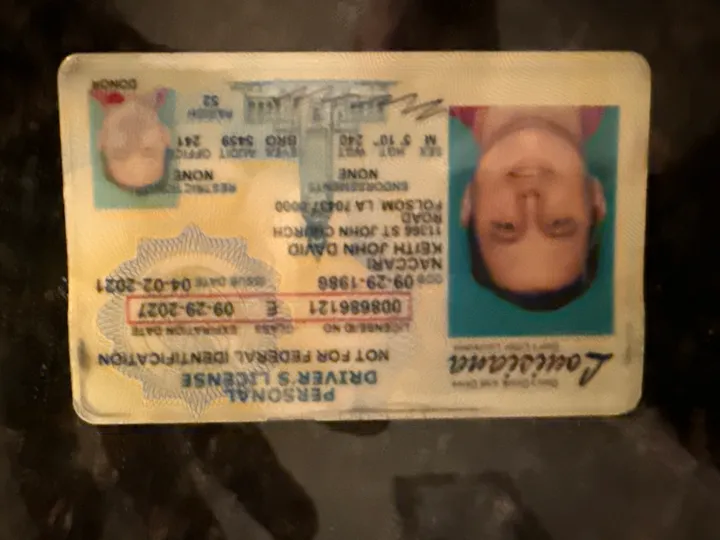 Louisiana
PERSONAL
DRIVER'S LICENSE
NOT FOR FEDERAL IDENTIFICATION
LICENSE/ID NO CLASS EXPIRATION DATE
008686121 E 09-29-2027
DOB 09-29-1986 ISSUE DATE 04-02-2021
NACCARI
KEITH JOHN DAVID
11366 ST JOHN CHURCH
ROAD
FOLSOM LA 70437-0000
ENDORSEMENTS RESTRICTIONS
NONE NONE
SEX HGT WGT EYES AUDIT OFFICE
M 5' 10" 240 BRO 5459 241
PARISH
52
DONOR